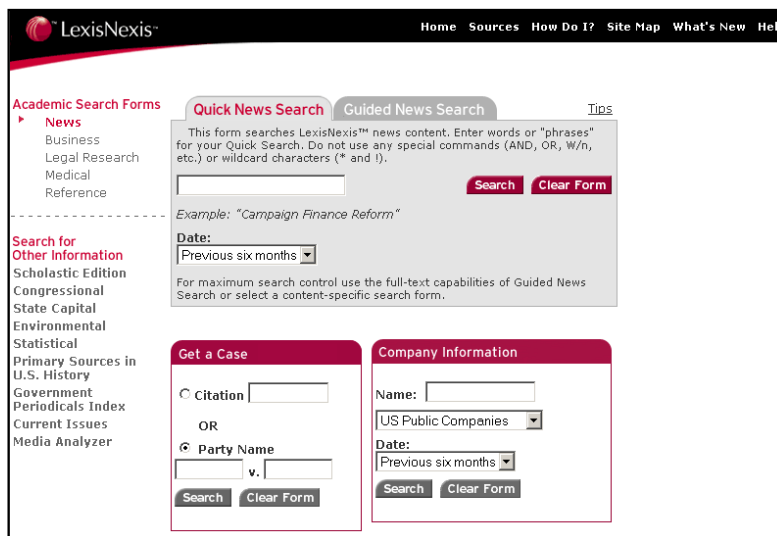 LexisNexis™
Home Sources How Do I? Site Map What's New
Academic Search Forms
News
Business
Legal Research
Medical
Reference
Search for
Other Information
Scholastic Edition
Congressional
State Capital
Environmental
Statistical
Primary Sources in
U.S. History
Government
Periodicals Index
Current Issues
Media Analyzer
Quick News Search Guided News Search Tips
This form searches LexisNexis™ news content. Enter words or "phrases"
for your Quick Search. Do not use any special commands (AND, OR, W/n,
etc.) or wildcard characters (* and !).
Search Clear Form
Example: "Campaign Finance Reform"
Date:
Previous six months
For maximum search control use the full-text capabilities of Guided News
Search or select a content-specific search form.
Get a Case
Citation
OR
Party Name
v.
Search Clear Form
Company Information
Name:
US Public Companies
Date:
Previous six months
Search Clear Form